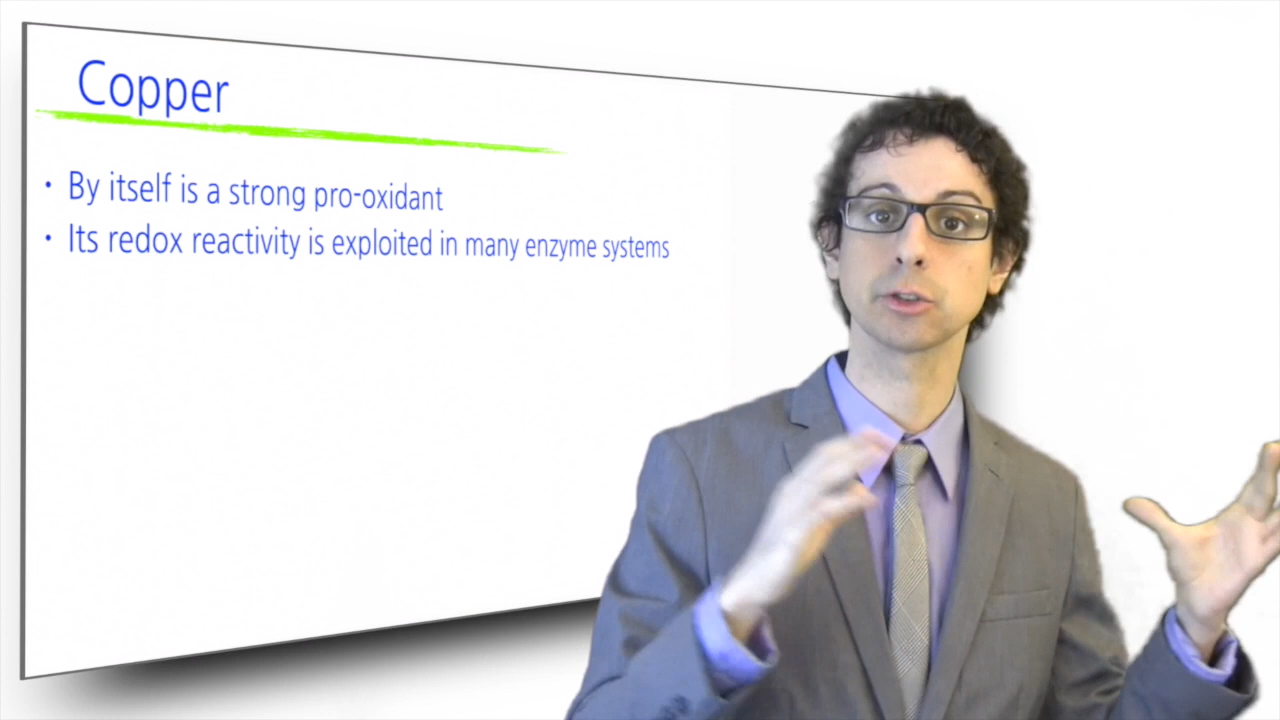 Copper
• By itself is a strong pro-oxidant
• Its redox reactivity is exploited in many enzyme systems